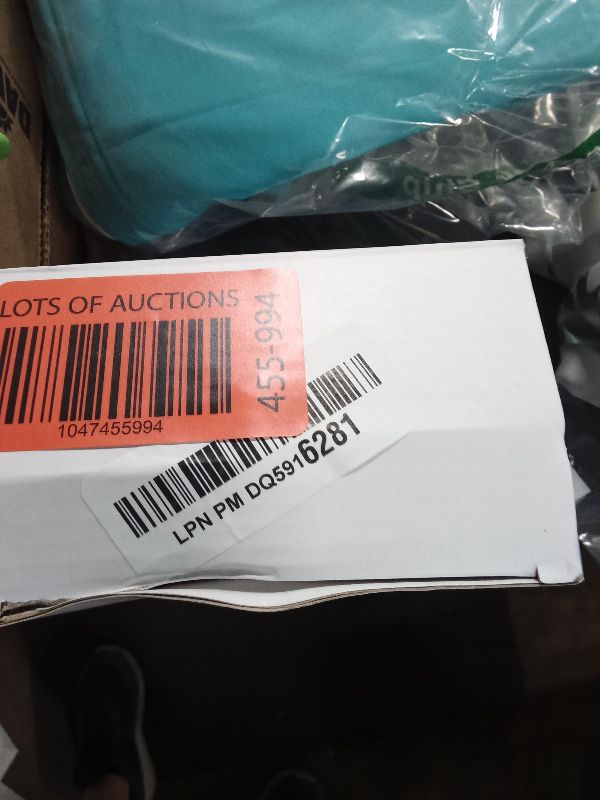 LOTS OF AUCTIONS
455-994
1047455994
LPN PM DQ5916281